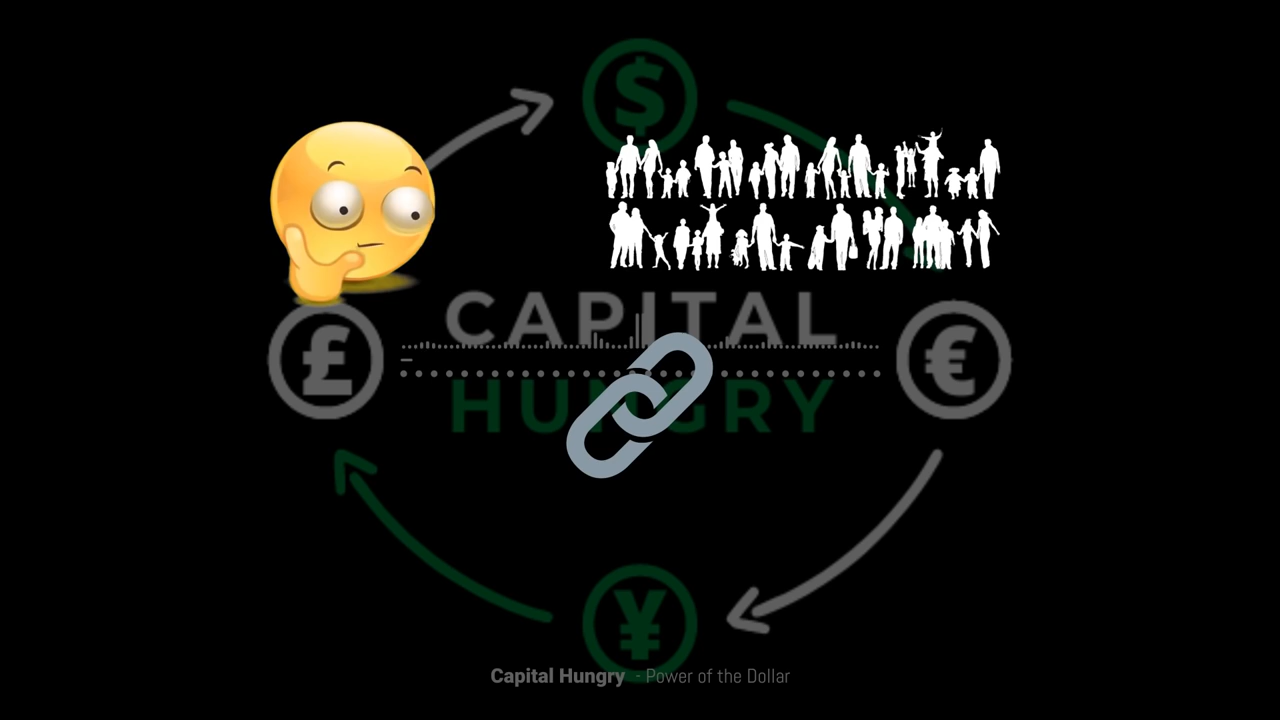 $
£
CAPITAL
€
HUNGRY
¥
Capital Hungry - Power of the Dollar